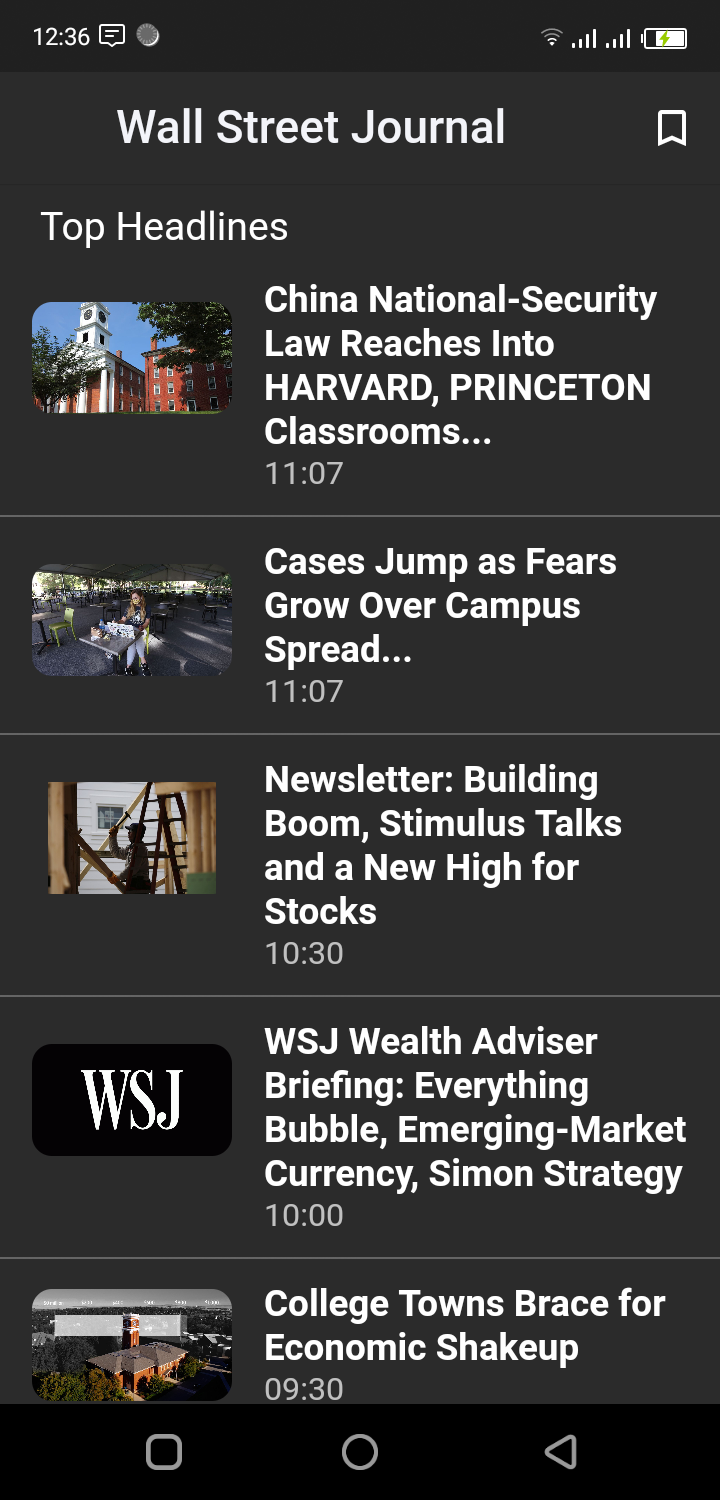 12:36
Wall Street Journal
Top Headlines
China National-Security
Law Reaches Into
HARVARD, PRINCETON
Classrooms...
11:07
Cases Jump as Fears
Grow Over Campus
Spread...
11:07
Newsletter: Building
Boom, Stimulus Talks
and a New High for
Stocks
10:30
WSJ
WSJ Wealth Adviser
Briefing: Everything
Bubble, Emerging-Market
Currency, Simon Strategy
10:00
College Towns Brace for
Economic Shakeup
09:30